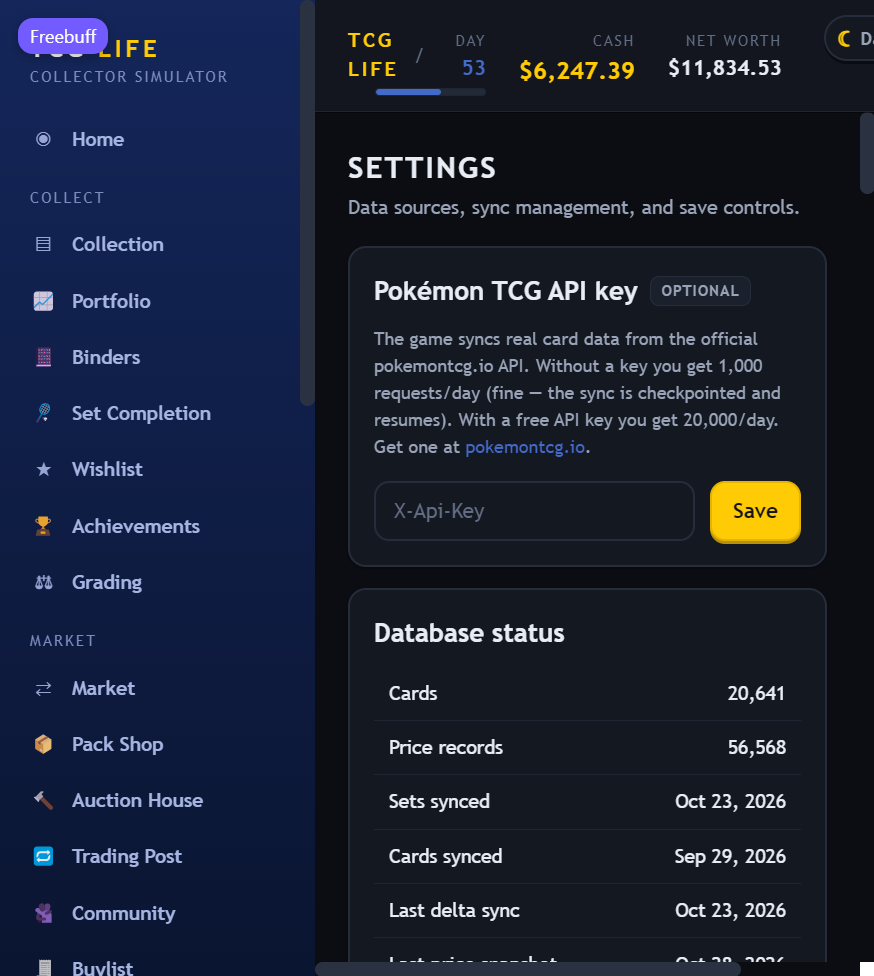 Freebuff
LIFE
COLLECTOR SIMULATOR
Home
COLLECT
Collection
Portfolio
Binders
Set Completion
Wishlist
Achievements
Grading
MARKET
Market
Pack Shop
Auction House
Trading Post
Community
Buylist
TCG
LIFE
/
DAY
53
CASH
$6,247.39
NET WORTH
$11,834.53
SETTINGS
Data sources, sync management, and save controls.
Pokémon TCG API key
OPTIONAL
The game syncs real card data from the official
pokemontcg.io API. Without a key you get 1,000
requests/day (fine — the sync is checkpointed and
resumes). With a free API key you get 20,000/day.
Get one at pokemontcg.io.
X-Api-Key
Save
Database status
Cards 20,641
Price records 56,568
Sets synced Oct 23, 2026
Cards synced Sep 29, 2026
Last delta sync Oct 23, 2026
Last price snapshot Oct 28, 2026